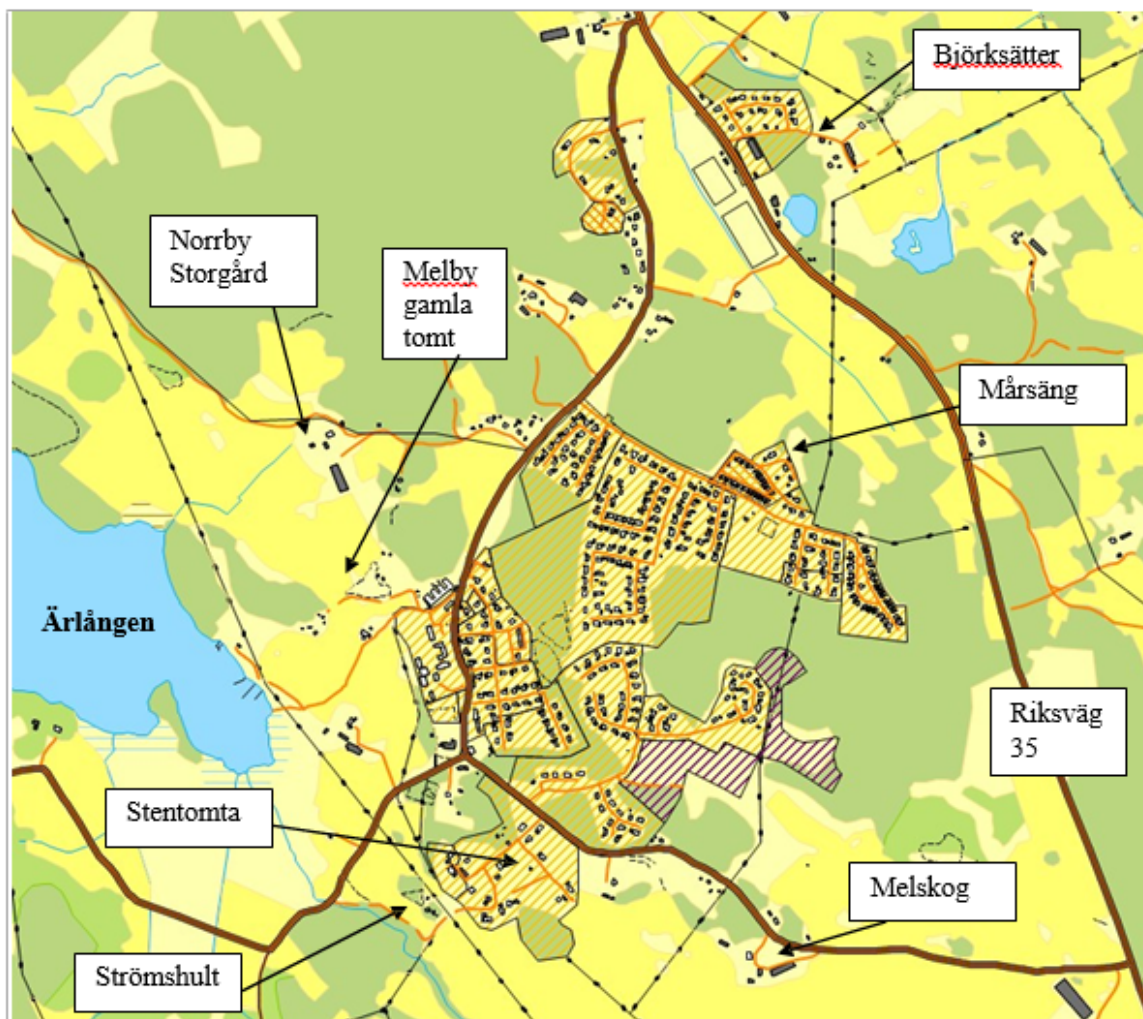 Björksätter
Norrby
Storgård
Melby
gamla
tomt
Mårsäng
Ärlången
Riksväg
35
Stentomta
Melskog
Strömshult